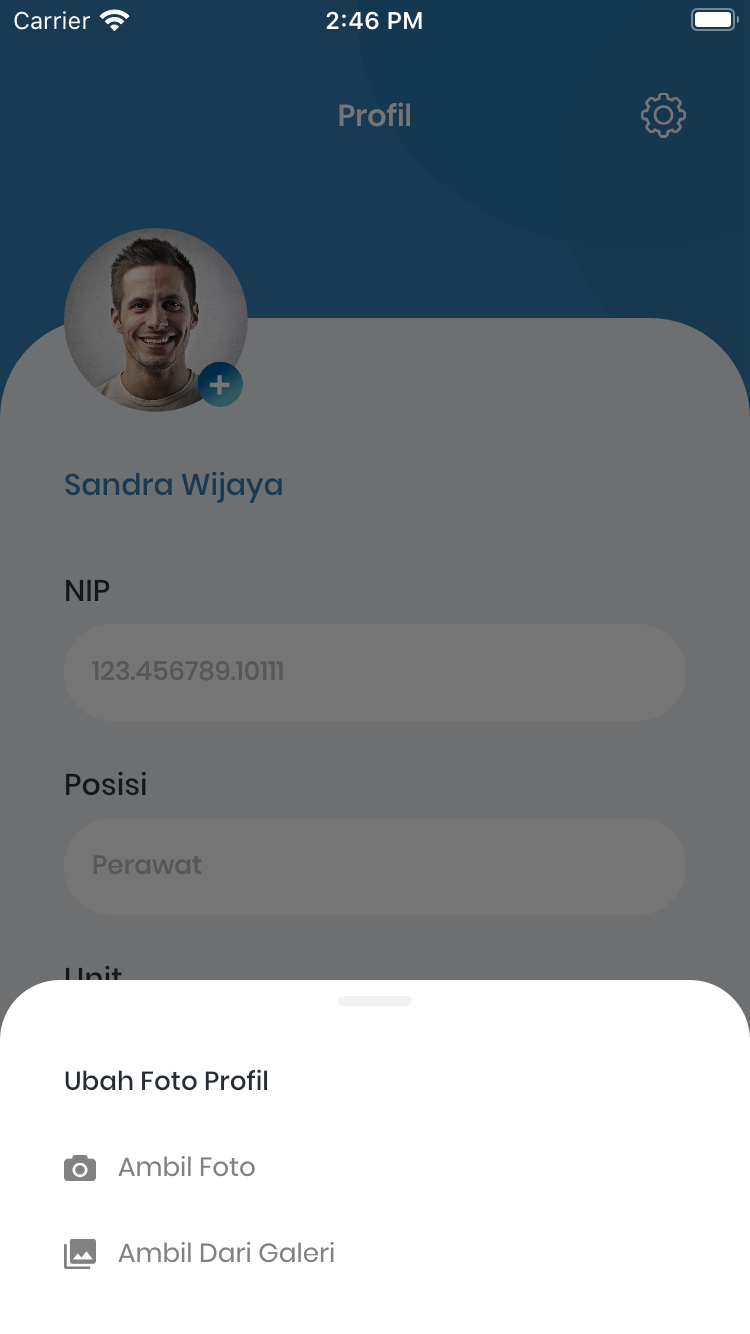 Carrier 2:46 PM
Profil
Sandra Wijaya
NIP
123.456789.10111
Posisi
Perawat
Unit
Ubah Foto Profil
Ambil Foto
Ambil Dari Galeri